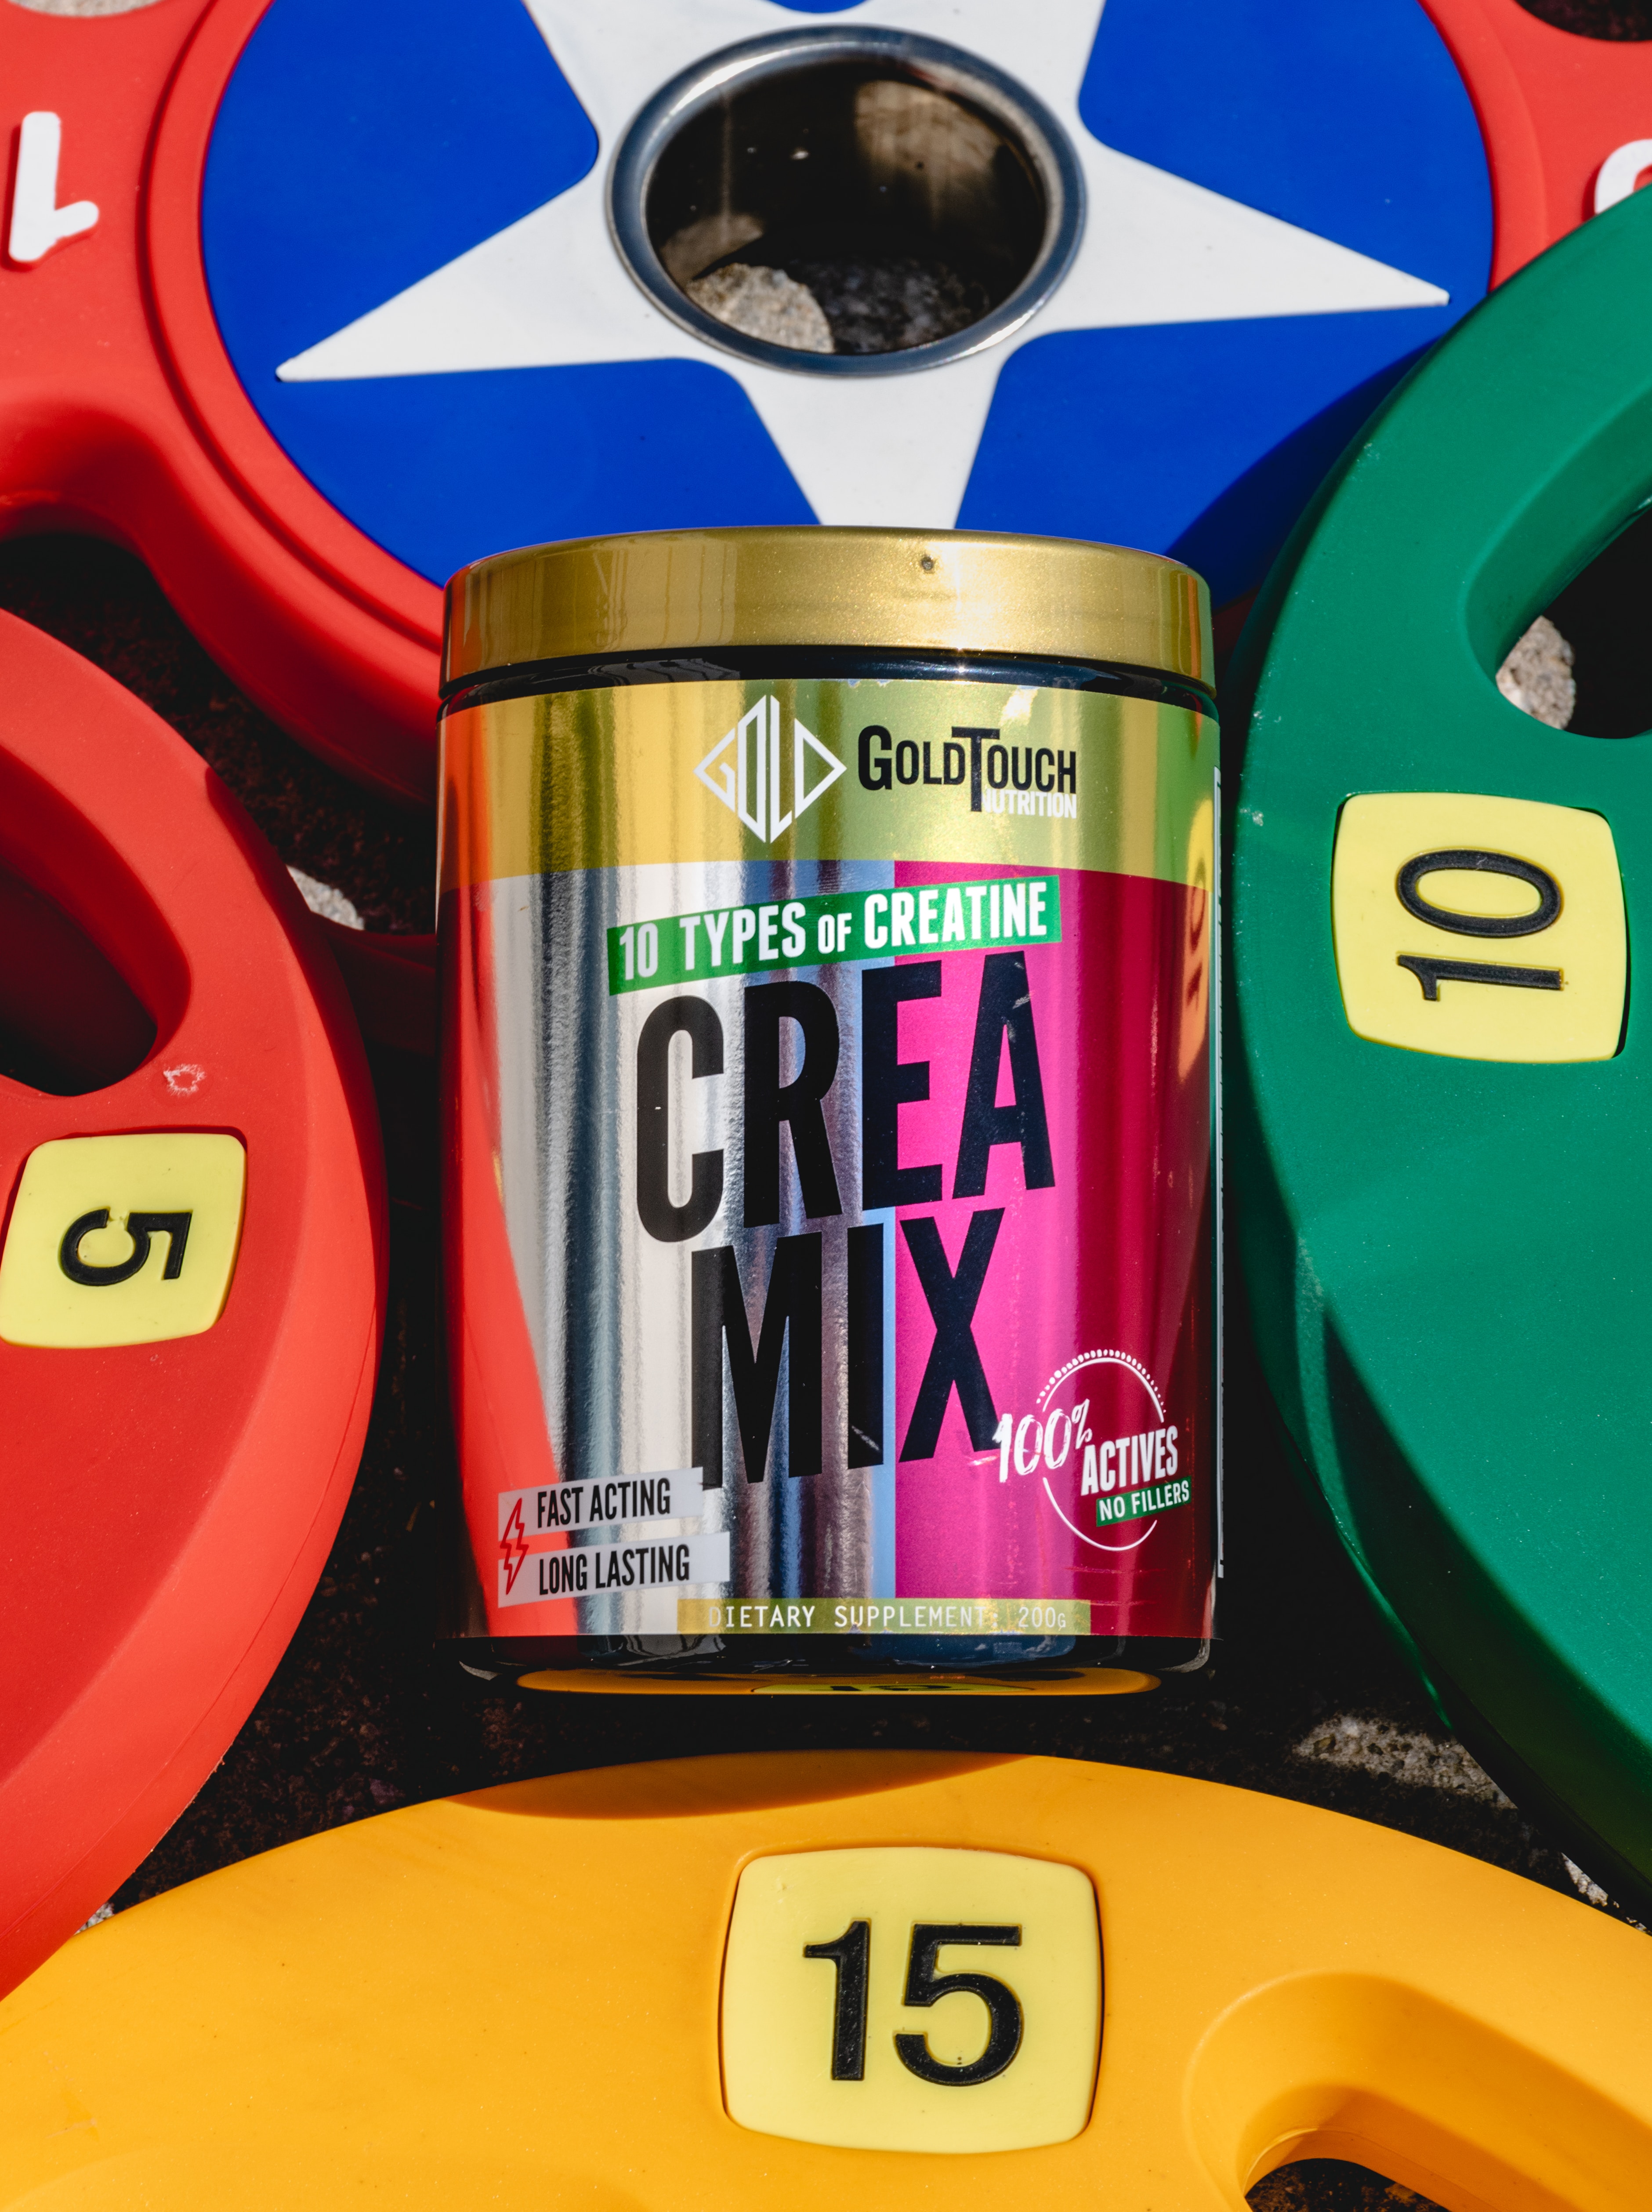 1
GOLD
GOLDTOUCH
NUTRITION
10 TYPES OF CREATINE
CREA
MIX
10
5
100%
ACTIVES
NO FILLERS
FAST ACTING
LONG LASTING
DIETARY SUPPLEMENT: 200G
15